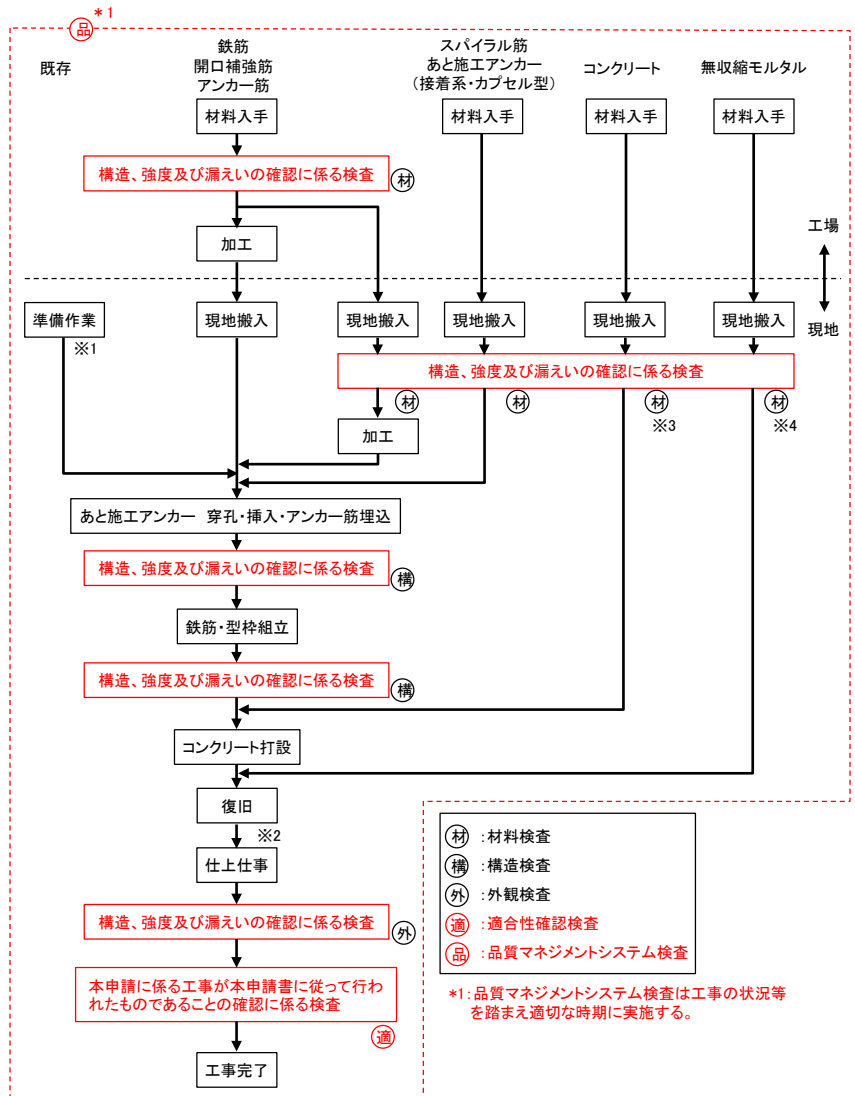 *1
品
既存
鉄筋
開口補強筋
アンカー筋
スパイラル筋
あと施工アンカー
(接着系・カプセル型)
コンクリート
無収縮モルタル
材料入手
材料入手
材料入手
材料入手
構造、強度及び漏えいの確認に係る検査
材
加工
工場
現地
準備作業
※1
現地搬入
現地搬入
現地搬入
現地搬入
現地搬入
構造、強度及び漏えいの確認に係る検査
材
材
材
※3
材
※4
加工
あと施工アンカー 穿孔・挿入・アンカー筋埋込
構造、強度及び漏えいの確認に係る検査
構
鉄筋・型枠組立
構造、強度及び漏えいの確認に係る検査
構
コンクリート打設
復旧
※2
仕上仕事
構造、強度及び漏えいの確認に係る検査
外
本申請に係る工事が本申請書に従って行わ
れたものであることの確認に係る検査
適
工事完了
材 :材料検査
構 :構造検査
外 :外観検査
適 :適合性確認検査
品 :品質マネジメントシステム検査
*1:品質マネジメントシステム検査は工事の状況等
を踏まえ適切な時期に実施する。